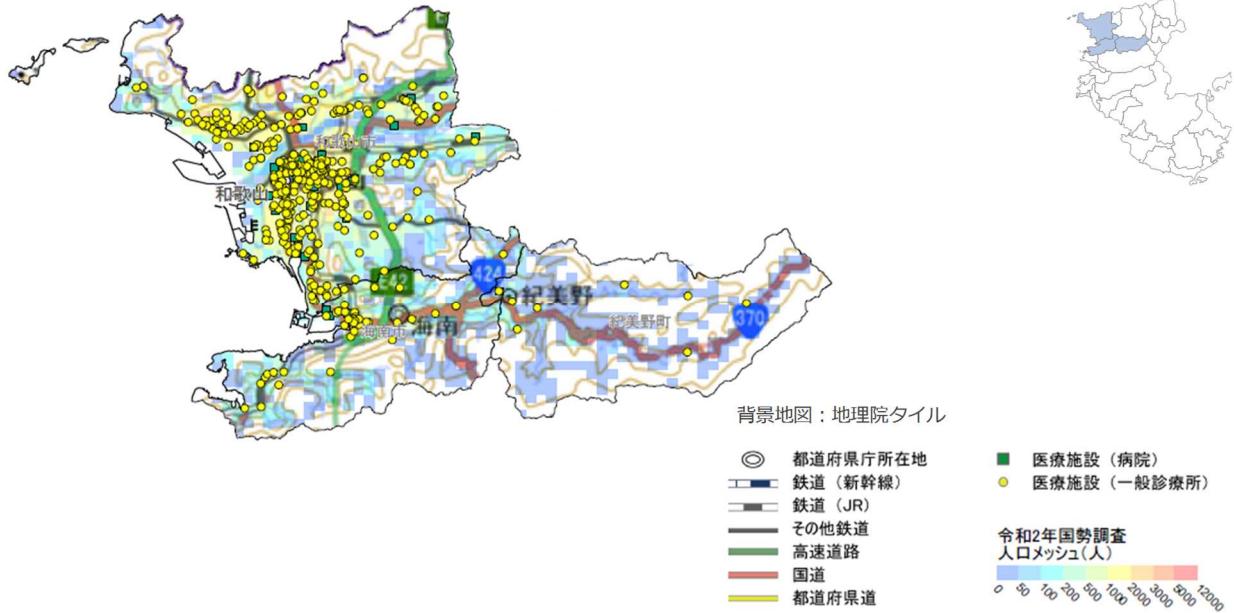 和歌山市
和歌山
E42
424
紀美野
海南
海南市
紀美野町
370
背景地図：地理院タイル
都道府県庁所在地
鉄道（新幹線）
鉄道（JR）
その他鉄道
高速道路
国道
都道府県道
医療施設（病院）
医療施設（一般診療所）
令和2年国勢調査
人口メッシュ(人)
0 50 100 200 500 1000 2000 3000 5000 12000